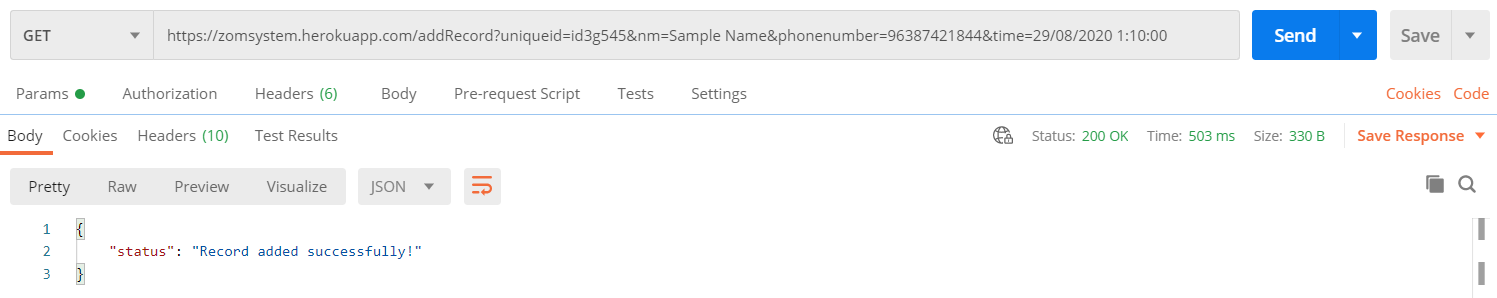 GET https://zomsystem.herokuapp.com/addRecord?uniqueid=id3g545&nm=Sample Name&phonenumber=96387421844&time=29/08/2020 1:10:00 Send Save
Params Authorization Headers (6) Body Pre-request Script Tests Settings Cookies Code
Body Cookies Headers (10) Test Results Status: 200 OK Time: 503 ms Size: 330 B Save Response
Pretty Raw Preview Visualize JSON
1 {
2 "status": "Record added successfully!"
3 }